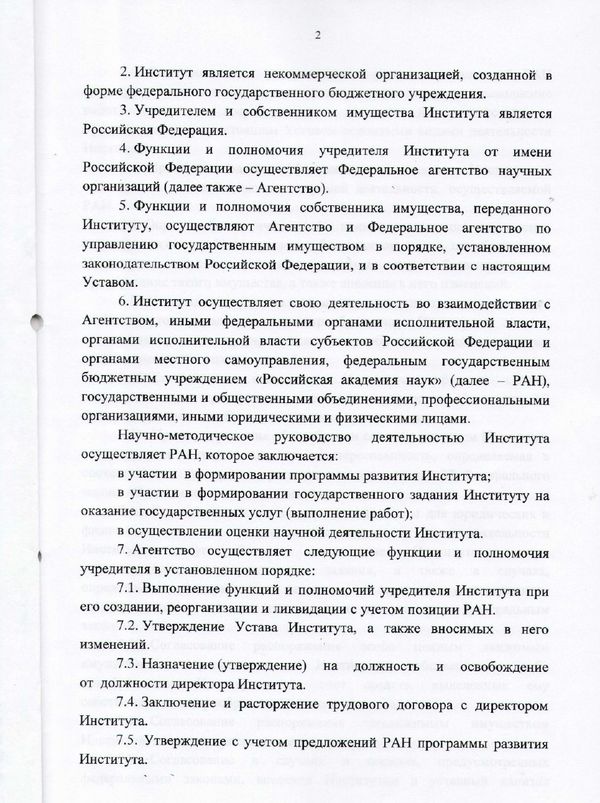 2
2. Институт является некоммерческой организацией, созданной в
форме федерального государственного бюджетного учреждения.
3. Учредителем и собственником имущества Института является
Российская Федерация.
4. Функции и полномочия учредителя Института от имени
Российской Федерации осуществляет Федеральное агентство научных
организаций (далее также – Агентство).
5. Функции и полномочия собственника имущества, переданного
Институту, осуществляют Агентство и Федеральное агентство по
управлению государственным имуществом в порядке, установленном
законодательством Российской Федерации, и в соответствии с настоящим
Уставом.
6. Институт осуществляет свою деятельность во взаимодействии с
Агентством, иными федеральными органами исполнительной власти,
органами исполнительной власти субъектов Российской Федерации и
органами местного самоуправления, федеральным государственным
бюджетным учреждением «Российская академия наук» (далее – РАН),
государственными и общественными объединениями, профессиональными
организациями, иными юридическими и физическими лицами.
Научно-методическое руководство деятельностью Института
осуществляет РАН, которое заключается:
в участии в формировании программы развития Института;
в участии в формировании государственного задания Институту на
оказание государственных услуг (выполнение работ);
в осуществлении оценки научной деятельности Института.
7. Агентство осуществляет следующие функции и полномочия
учредителя в установленном порядке:
7.1. Выполнение функций и полномочий учредителя Института при
его создании, реорганизации и ликвидации с учетом позиции РАН.
7.2. Утверждение Устава Института, а также вносимых в него
изменений.
7.3. Назначение (утверждение) на должность и освобождение
от должности директора Института.
7.4. Заключение и расторжение трудового договора с директором
Института.
7.5. Утверждение с учетом предложений РАН программы развития
Института.